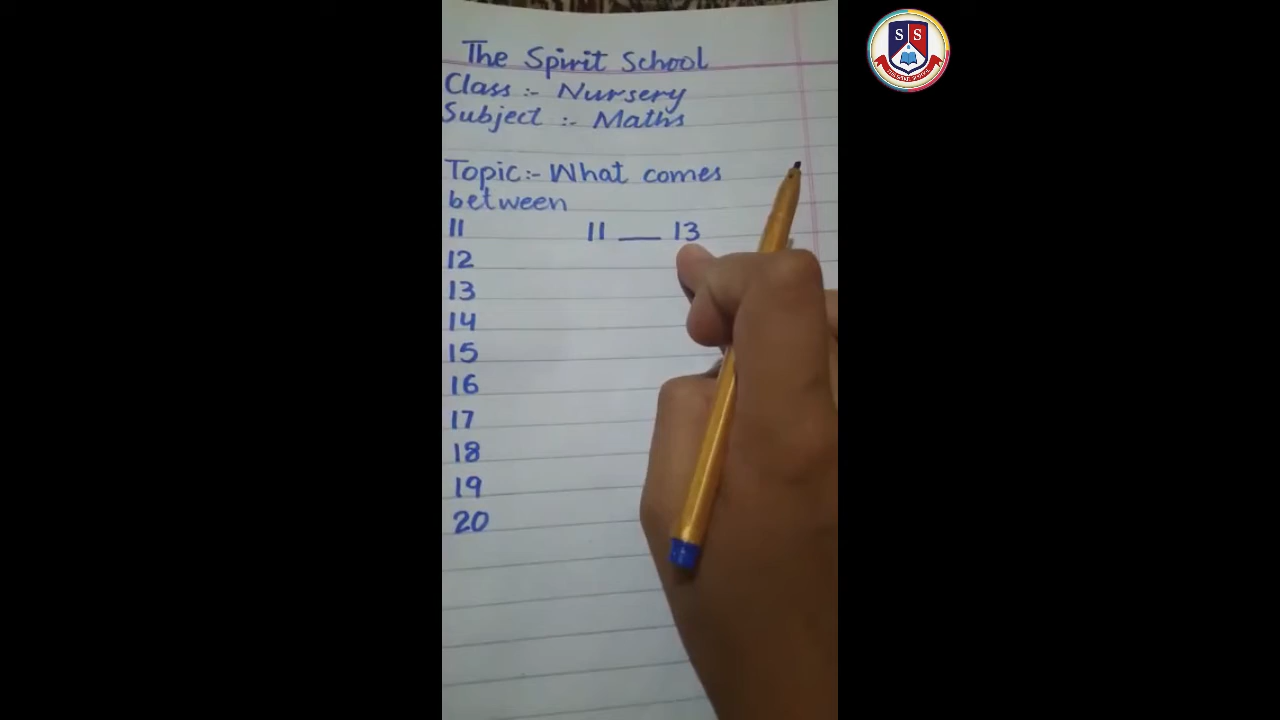 The Spirit School
Class :- Nursery
Subject :- Maths
Topic:- What comes
between
11 11 __ 13
12
13
14
15
16
17
18
19
20
S S